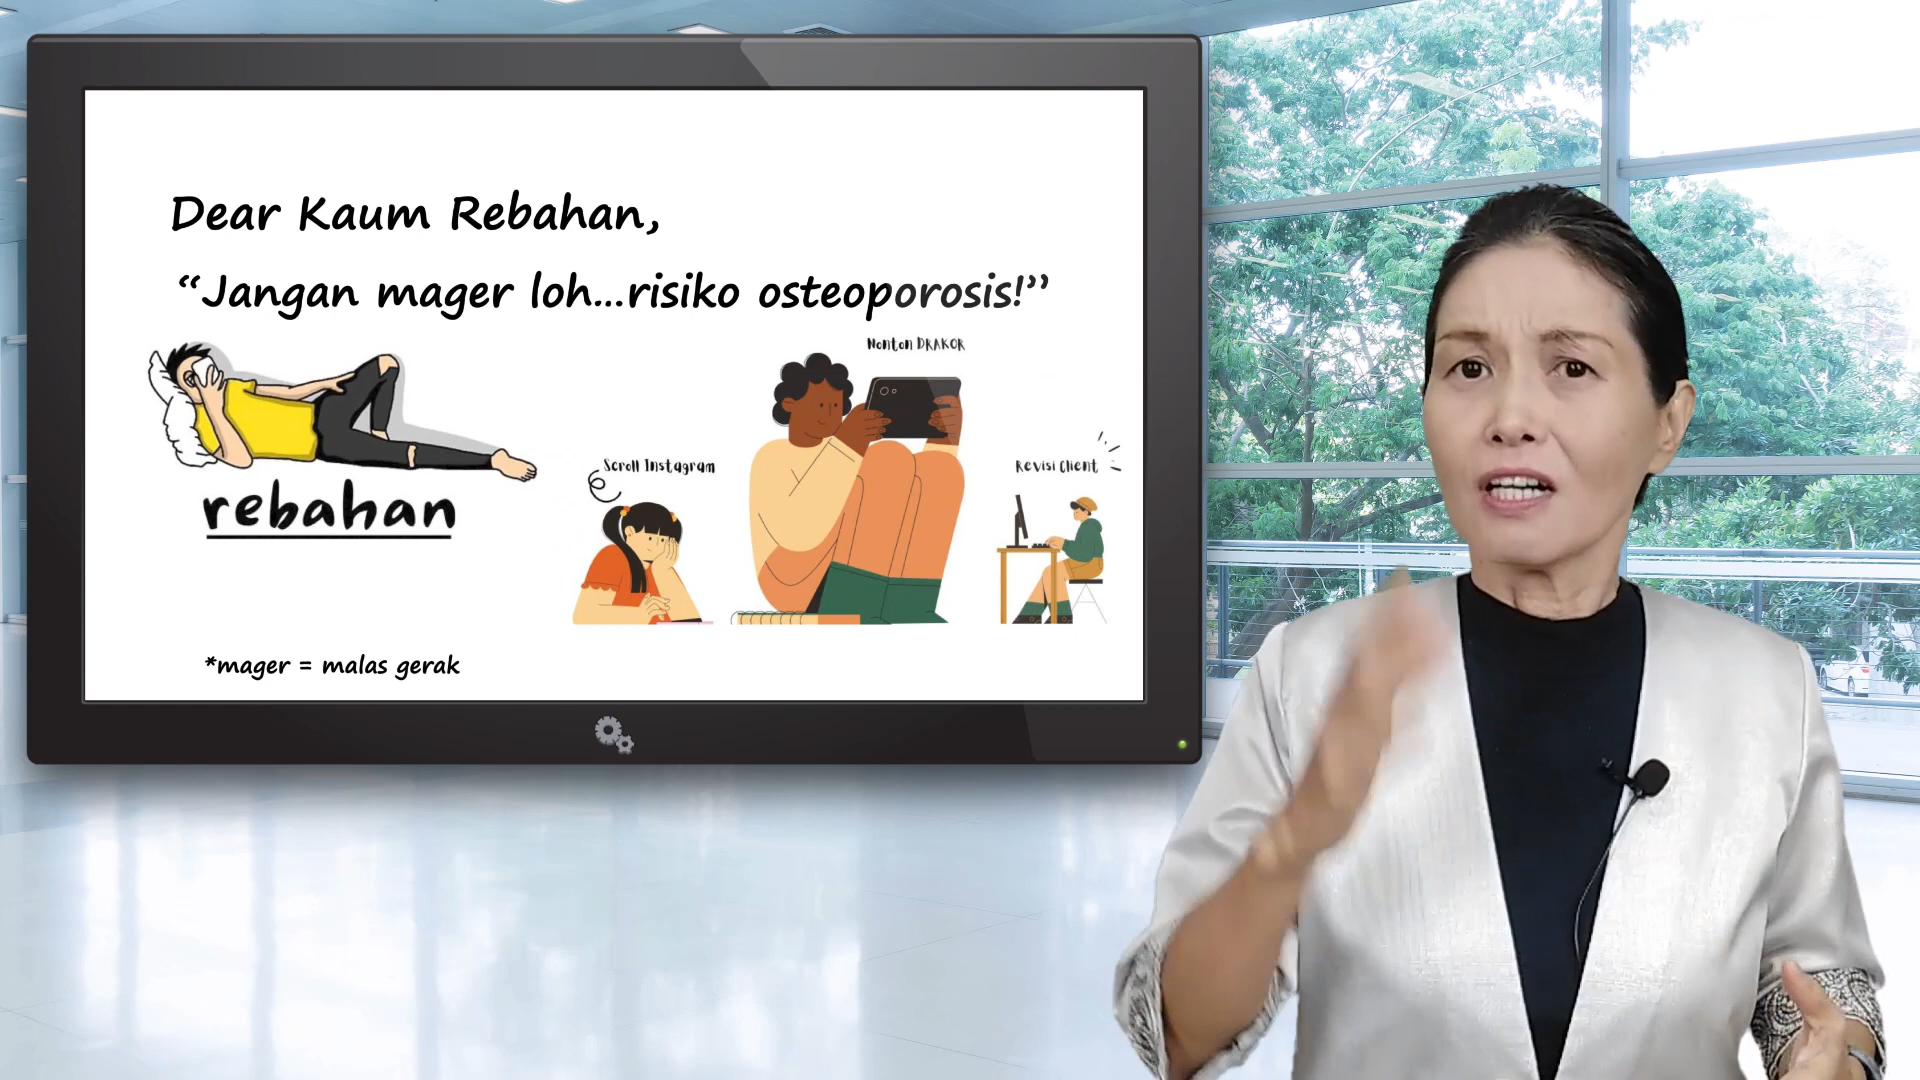 Dear Kaum Rebahan,
“Jangan mager loh...risiko osteoporosis!”
Nonton DRAKOR
Scroll Instagram
Revisi Client
rebahan
*mager = malas gerak